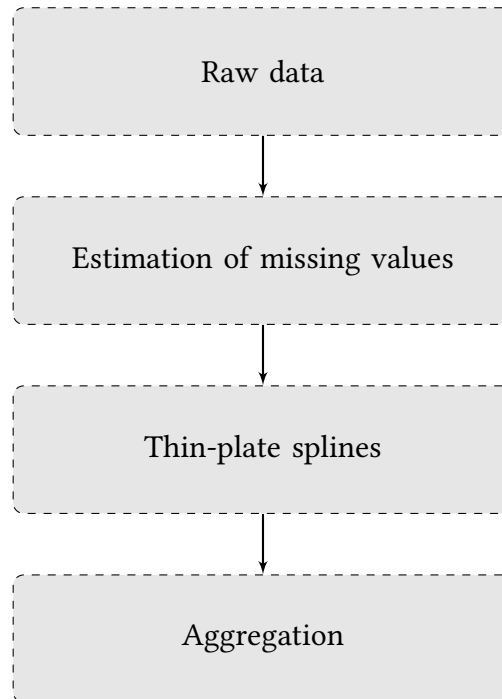 Raw data
Estimation of missing values
Thin-plate splines
Aggregation